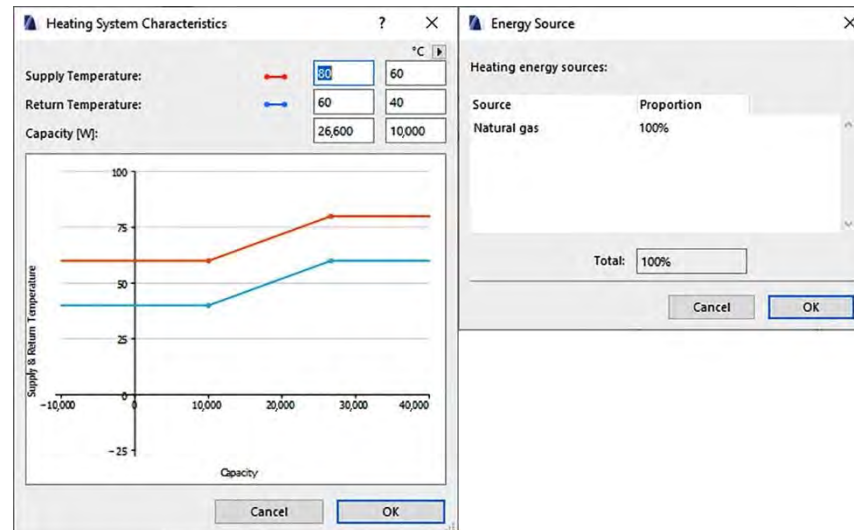 Heating System Characteristics ? ×
°C
Supply Temperature: 80 60
Return Temperature: 60 40
Capacity [W]: 26,600 10,000
100
75
50
25
0
-25
-10,000 0 10,000 20,000 30,000 40,000
Supply & Return Temperature
Capacity
Cancel OK
Energy Source ×
Heating energy sources:
Source Proportion
Natural gas 100%
Total: 100%
Cancel OK